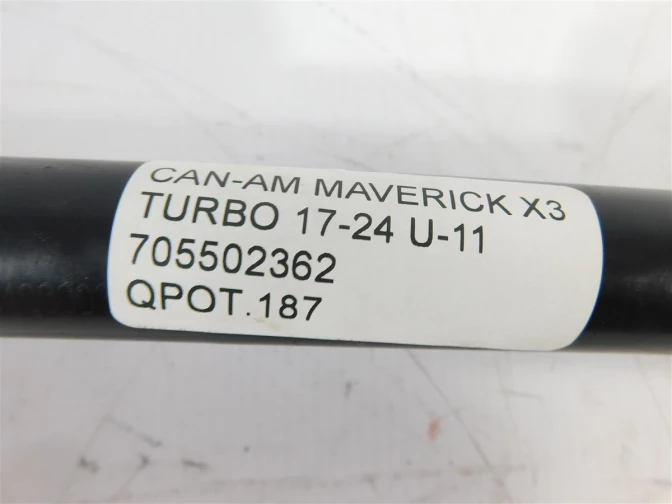 CAN-AM MAVERICK X3
TURBO 17-24 U-11
705502362
QPOT.187